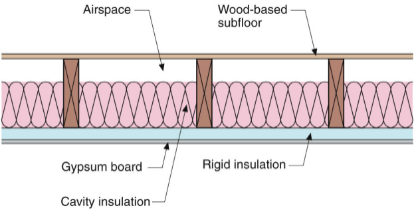 Airspace
Wood-based
subfloor
Gypsum board
Rigid insulation
Cavity insulation